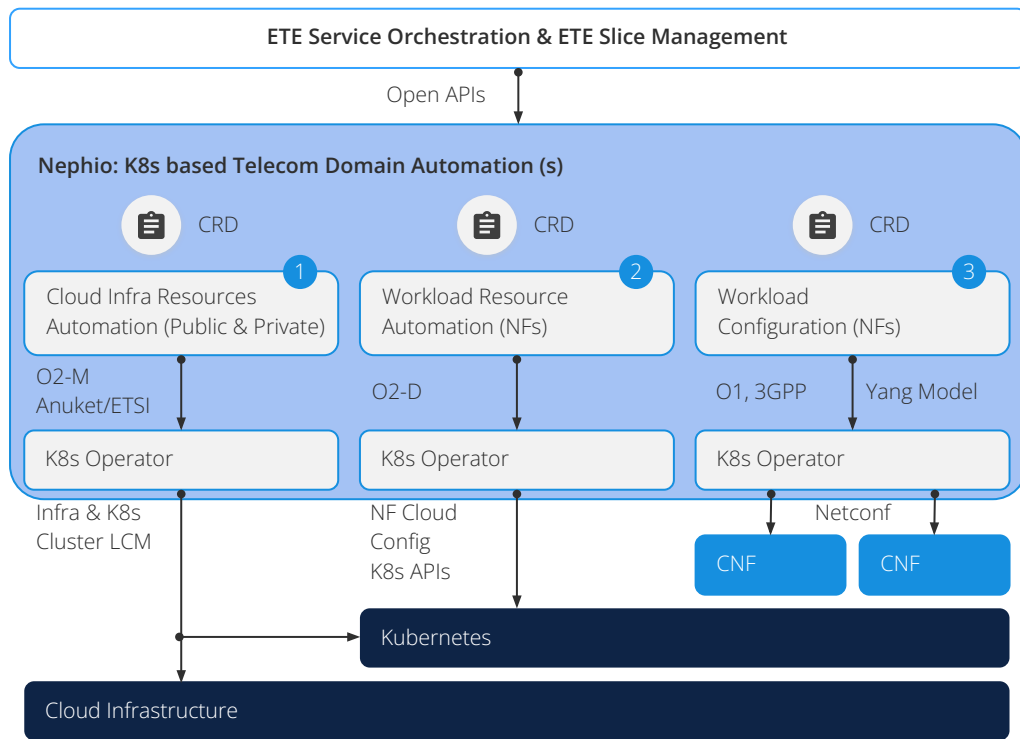 ETE Service Orchestration & ETE Slice Management
Open APIs
Nephio: K8s based Telecom Domain Automation (s)
CRD
CRD
CRD
1
Cloud Infra Resources
Automation (Public & Private)
2
Workload Resource
Automation (NFs)
3
Workload
Configuration (NFs)
O2-M
Anuket/ETSI
O2-D
O1, 3GPP
Yang Model
K8s Operator
K8s Operator
K8s Operator
Infra & K8s
Cluster LCM
NF Cloud
Config
K8s APIs
Netconf
CNF
CNF
Kubernetes
Cloud Infrastructure